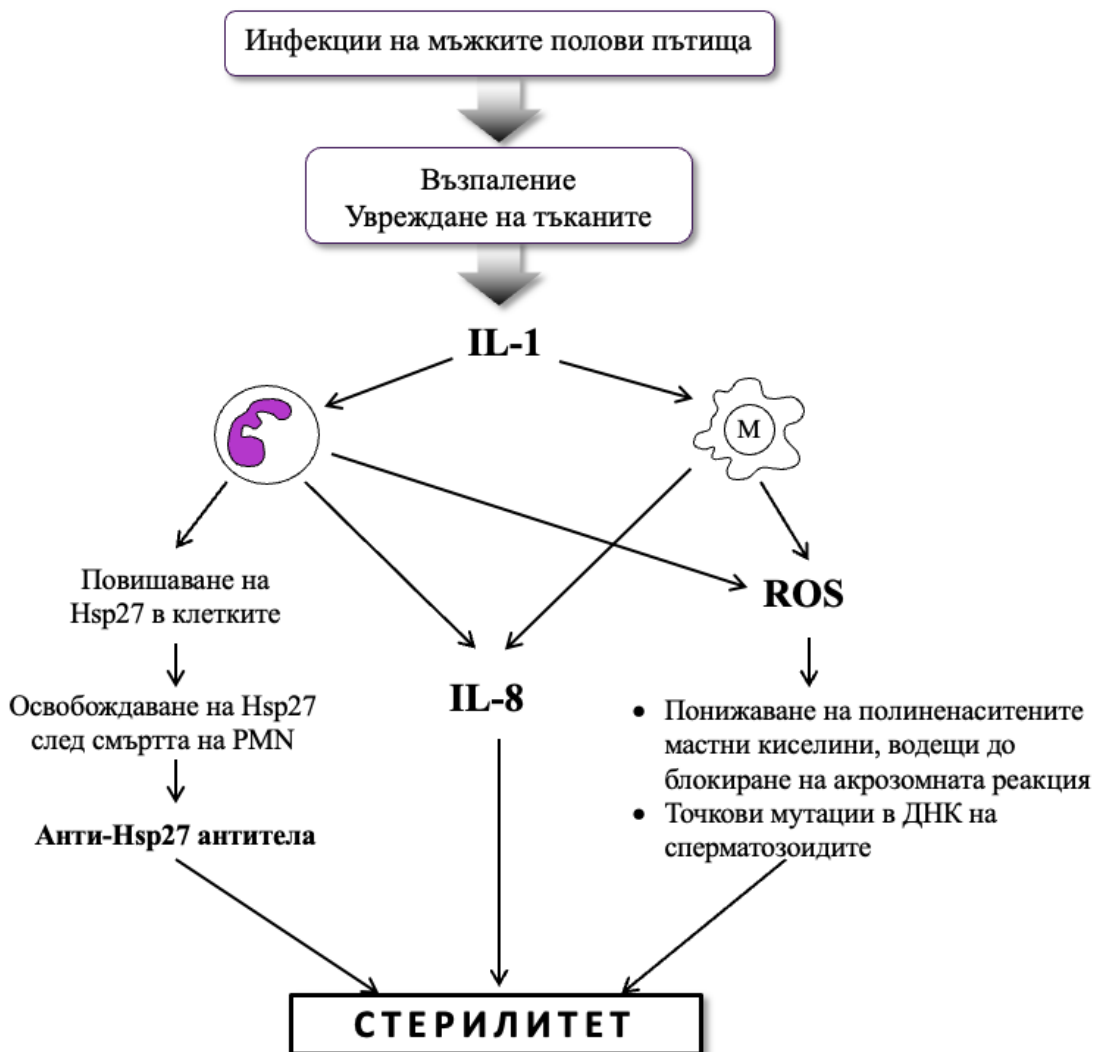 Инфекции на мъжките полови пътища
Възпаление
Увреждане на тъканите
IL-1
M
Повишаване на
Hsp27 в клетките
Освобождаване на Hsp27
след смъртта на PMN
Анти-Hsp27 антитела
IL-8
ROS
• Понижаване на полиненаситените
мастни киселини, водещи до
блокиране на акрозомната реакция
• Точкови мутации в ДНК на
сперматозоидите
СТЕРИЛИТЕТ